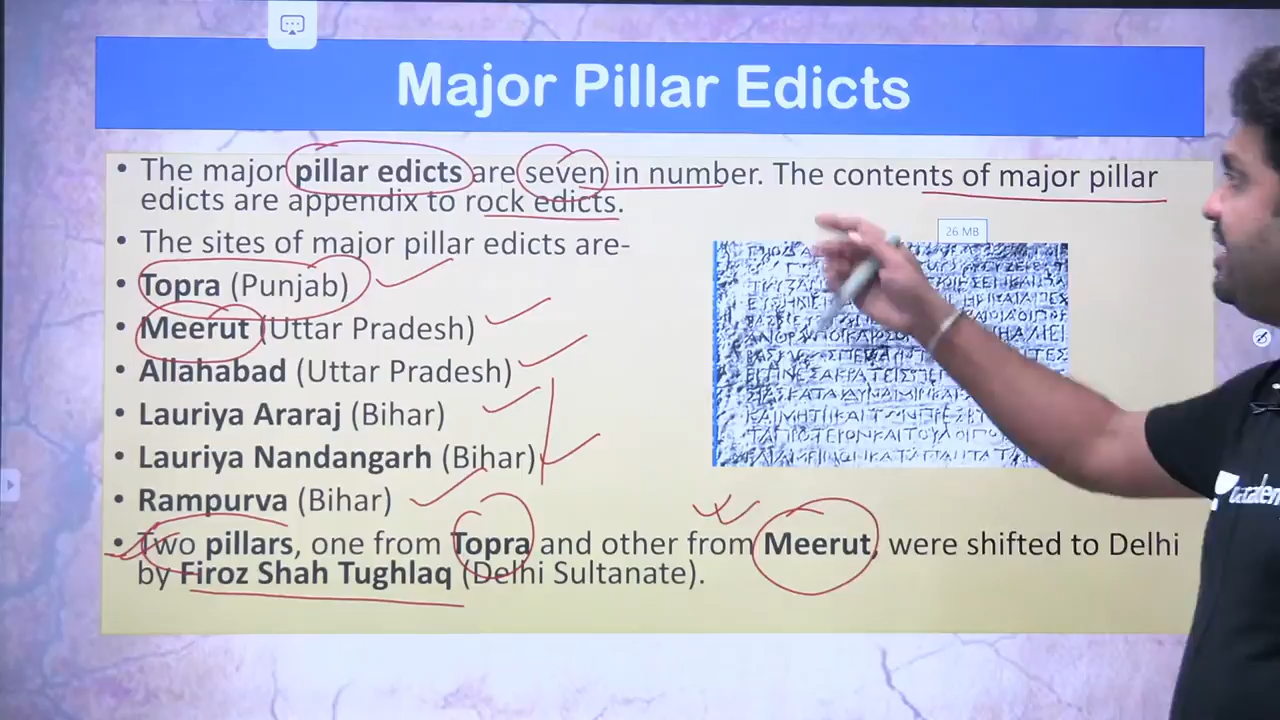 Major Pillar Edicts
• The major pillar edicts are seven in number. The contents of major pillar
edicts are appendix to rock edicts.
• The sites of major pillar edicts are-
• Topra (Punjab)
• Meerut (Uttar Pradesh)
• Allahabad (Uttar Pradesh)
• Lauriya Araraj (Bihar)
• Lauriya Nandangarh (Bihar)
• Rampurva (Bihar)
• Two pillars, one from Topra and other from Meerut, were shifted to Delhi
by Firoz Shah Tughlaq (Delhi Sultanate).
26 MB